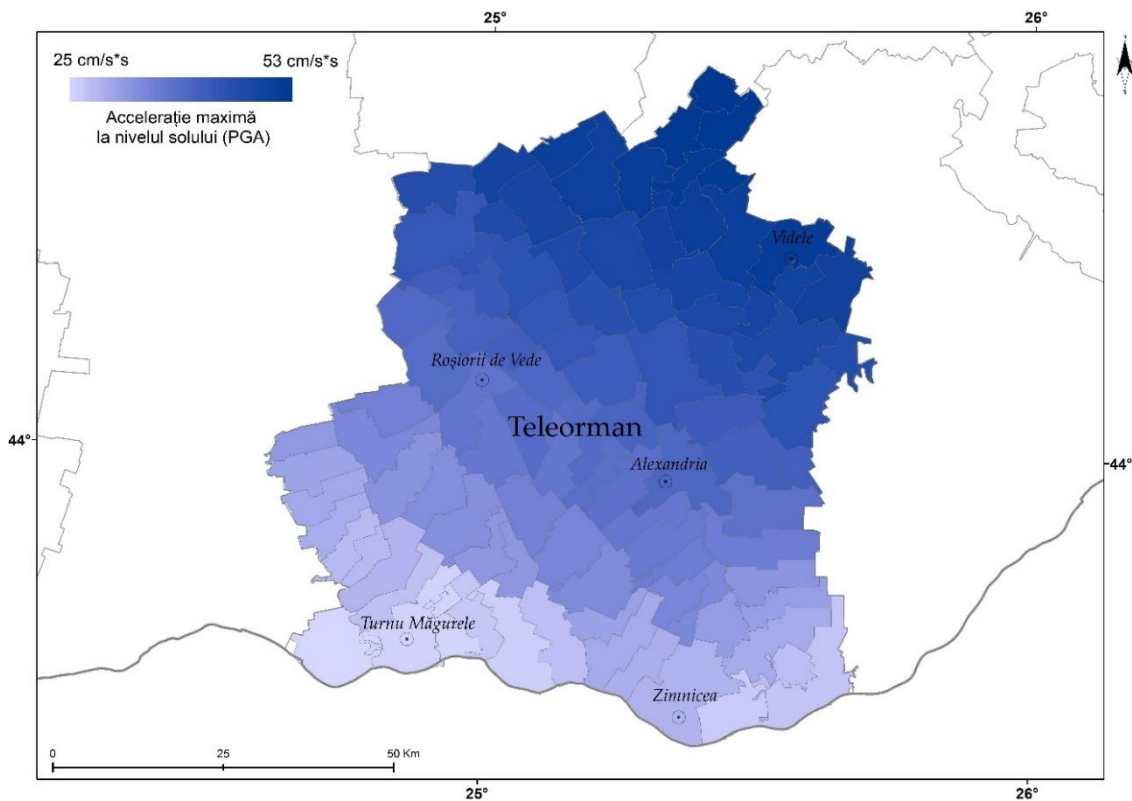 25°
26°
25 cm/s*s
53 cm/s*s
Accelerație maximă
la nivelul solului (PGA)
Videle
Roșiorii de Vede
Teleorman
44°
44°
Alexandria
Turnu Măgurele
Zimnicea
0
25
50 Km
25°
26°